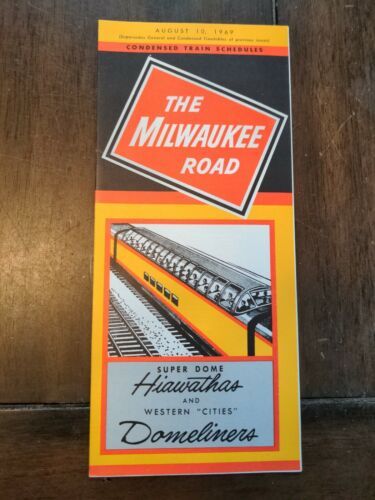 AUGUST 10, 1969
(Supersedes General and Condensed Timetables of previous issues)
CONDENSED TRAIN SCHEDULES
THE
MILWAUKEE
ROAD
SUPER DOME
Hiawathas
AND
WESTERN "CITIES"
Domeliners